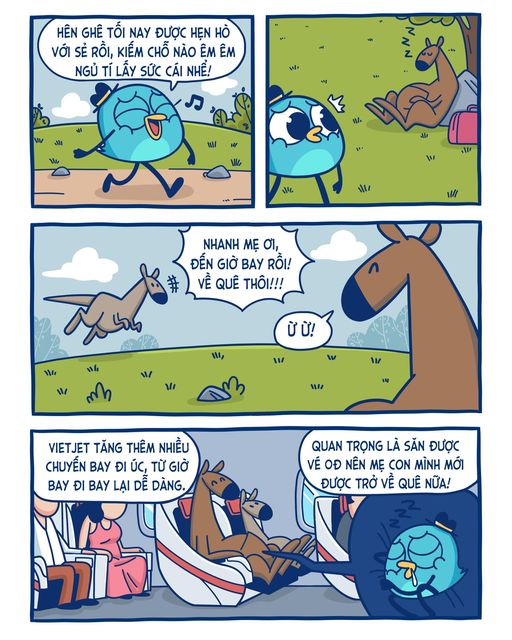 HÊN GHÊ TỐI NAY ĐƯỢC HẸN HÒ
VỚI SẺ RỒI, KIẾM CHỖ NÀO ÊM ÊM
NGỦ TÍ LẤY SỨC CÁI NHỂ!
Z
Z
Z
Z
NHANH MẸ ƠI,
ĐẾN GIỜ BAY RỒI!
VỀ QUÊ THÔI!!!
Ừ Ừ!
VIETJET TĂNG THÊM NHIỀU
CHUYẾN BAY ĐI ÚC, TỪ GIỜ
BAY ĐI BAY LẠI DỄ DÀNG.
QUAN TRỌNG LÀ SĂN ĐƯỢC
VÉ 0Đ NÊN MẸ CON MÌNH MỚI
ĐƯỢC TRỞ VỀ QUÊ NỮA!
Z
Z
Z